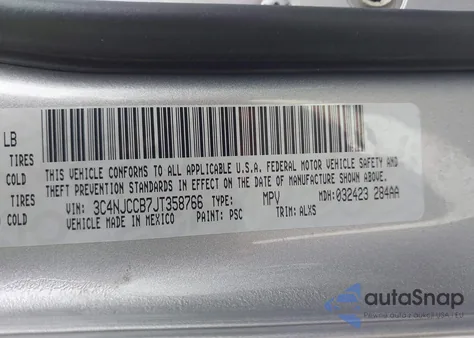 LB
TIRES
COLD
TIRES
COLD
THIS VEHICLE CONFORMS TO ALL APPLICABLE U.S.A. FEDERAL MOTOR VEHICLE SAFETY AND
THEFT PREVENTION STANDARDS IN EFFECT ON THE DATE OF MANUFACTURE SHOWN ABOVE.
VIN: 3C4NJCCB7JT358766 TYPE: MPV MDH: 032423 284AA
VEHICLE MADE IN MEXICO PAINT: PSC TRIM: ALXS
autoSnap